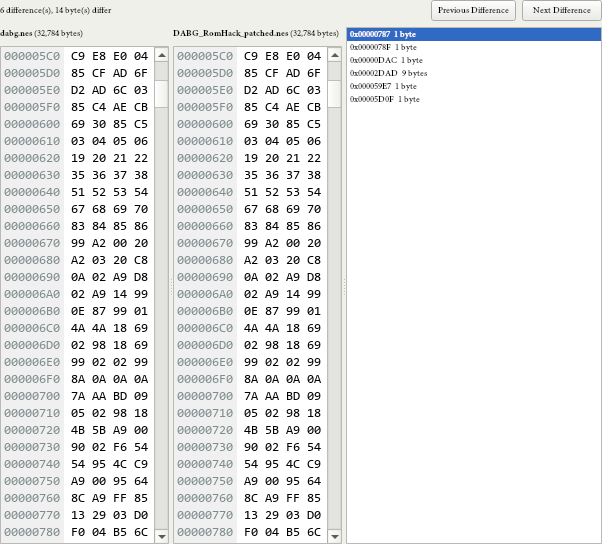 6 difference(s), 14 byte(s) differ
Previous Difference
Next Difference
dabg.nes (32,784 bytes)
000005C0 C9 E8 E0 04
000005D0 85 CF AD 6F
000005E0 D2 AD 6C 03
000005F0 85 C4 AE CB
00000600 69 30 85 C5
00000610 03 04 05 06
00000620 19 20 21 22
00000630 35 36 37 38
00000640 51 52 53 54
00000650 67 68 69 70
00000660 83 84 85 86
00000670 99 A2 00 20
00000680 A2 03 20 C8
00000690 0A 02 A9 D8
000006A0 02 A9 14 99
000006B0 0E 87 99 01
000006C0 4A 4A 18 69
000006D0 02 98 18 69
000006E0 99 02 02 99
000006F0 8A 0A 0A 0A
00000700 7A AA BD 09
00000710 05 02 98 18
00000720 4B 5B A9 00
00000730 90 02 F6 54
00000740 54 95 4C C9
00000750 A9 00 95 64
00000760 8C A9 FF 85
00000770 13 29 03 D0
00000780 F0 04 B5 6C
DABG_RomHack_patched.nes (32,784 bytes)
000005C0 C9 E8 E0 04
000005D0 85 CF AD 6F
000005E0 D2 AD 6C 03
000005F0 85 C4 AE CB
00000600 69 30 85 C5
00000610 03 04 05 06
00000620 19 20 21 22
00000630 35 36 37 38
00000640 51 52 53 54
00000650 67 68 69 70
00000660 83 84 85 86
00000670 99 A2 00 20
00000680 A2 03 20 C8
00000690 0A 02 A9 D8
000006A0 02 A9 14 99
000006B0 0E 87 99 01
000006C0 4A 4A 18 69
000006D0 02 98 18 69
000006E0 99 02 02 99
000006F0 8A 0A 0A 0A
00000700 7A AA BD 09
00000710 05 02 98 18
00000720 4B 5B A9 00
00000730 90 02 F6 54
00000740 54 95 4C C9
00000750 A9 00 95 64
00000760 8C A9 FF 85
00000770 13 29 03 D0
00000780 F0 04 B5 6C
0x00000787 1 byte
0x0000078F 1 byte
0x00000DAC 1 byte
0x00002DAD 9 bytes
0x000059E7 1 byte
0x00005D0F 1 byte